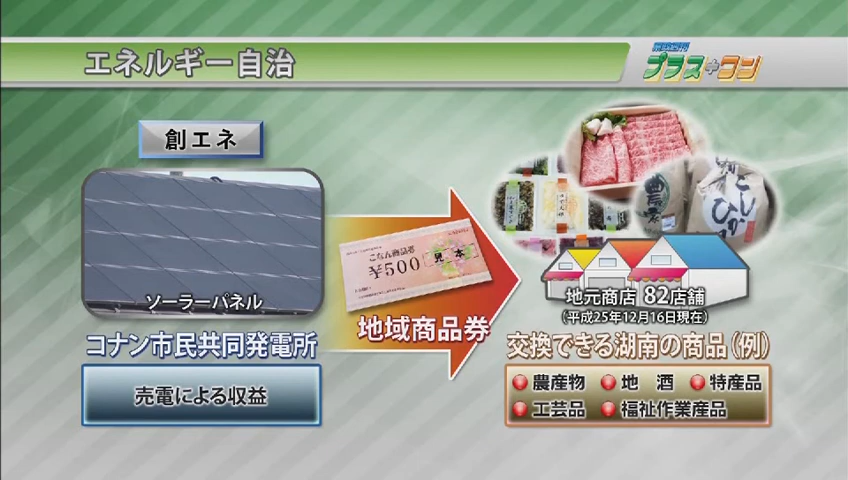 エネルギー自治
プラス+ワン
創エネ
ソーラーパネル
コナン市民共同発電所
売電による収益
こなん商品券
¥500
見本
地域商品券
こしひ
地元商店 82店舗
(平成25年12月16日現在)
交換できる湖南の商品(例)
農産物 地 酒 特産品
工芸品 福祉作業産品